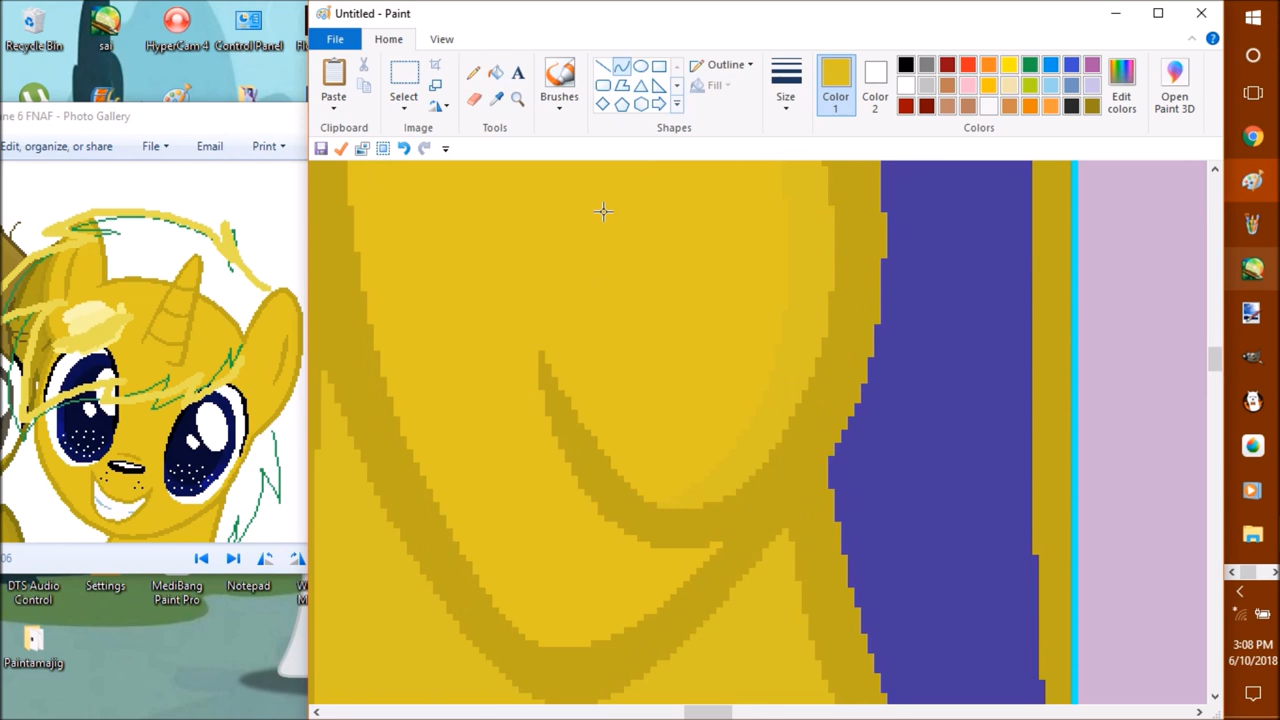 Recycle Bin
sai
HyperCam 4
Control Panel
ane 6 FNAF - Photo Gallery
Edit, organize, or share
File
Email
Print
06
DTS Audio
Control
Settings
MediBang
Paint Pro
Notepad
Paintamajig
Untitled - Paint
File
Home
View
Paste
Select
Brushes
Outline
Fill
Size
Color
1
Color
2
Edit
colors
Open
Paint 3D
Clipboard
Image
Tools
Shapes
Colors
3:08 PM
6/10/2018